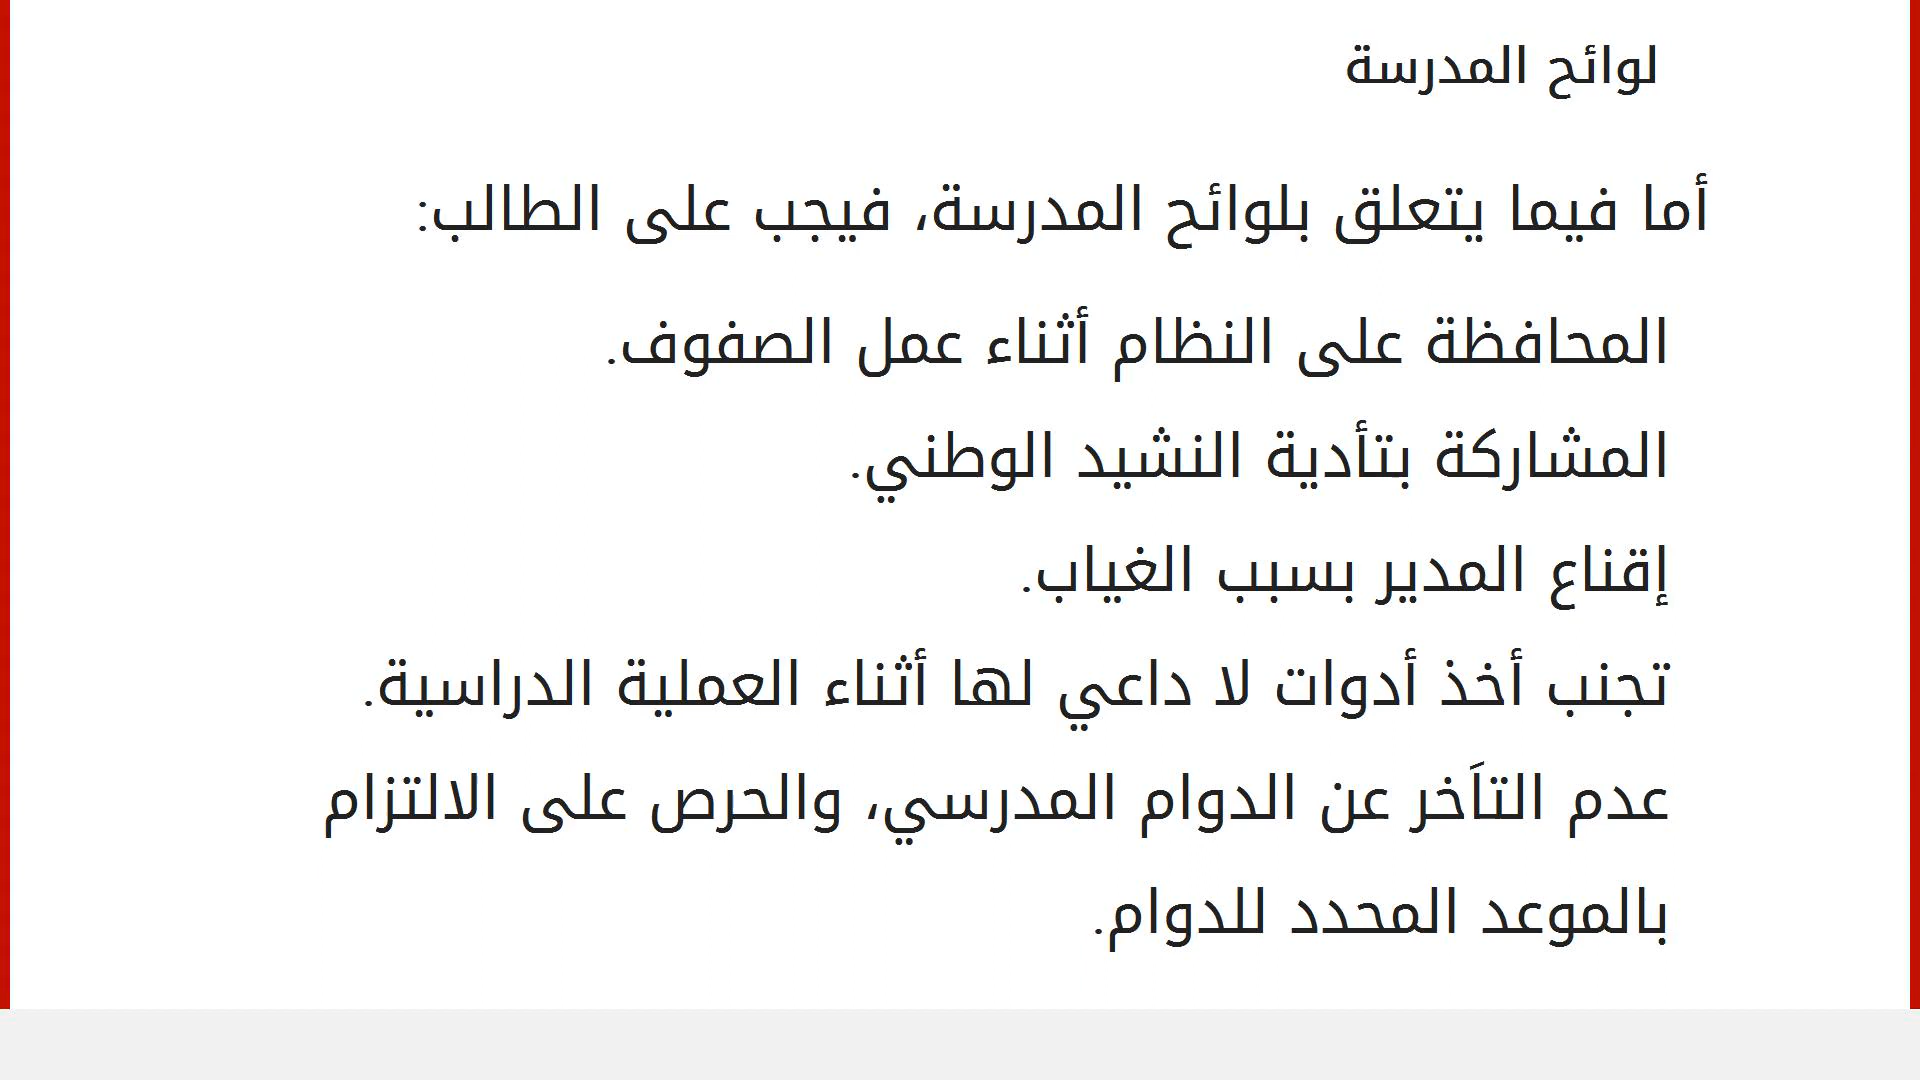 لوائح المدرسة
أما فيما يتعلق بلوائح المدرسة، فيجب على الطالب:
المحافظة على النظام أثناء عمل الصفوف.
المشاركة بتأدية النشيد الوطني.
إقناع المدير بسبب الغياب.
تجنب أخذ أدوات لا داعي لها أثناء العملية الدراسية.
عدم التاَخر عن الدوام المدرسي، والحرص على الالتزام
بالموعد المحدد للدوام.